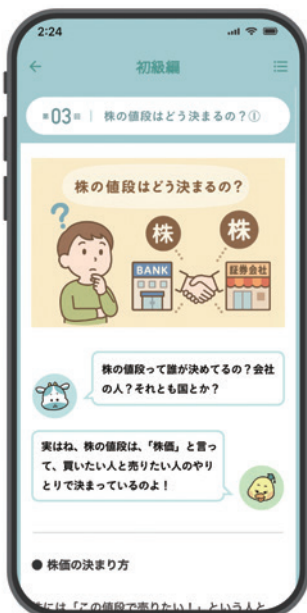 2:24
初級編
第03回 | 株の値段はどう決まるの?①
株の値段はどう決まるの?
?
株
株
BANK
証券会社
株の値段って誰が決めてるの?会社
の人?それとも国とか?
実はね、株の値段は、「株価」と言っ
て、買いたい人と売りたい人のやり
とりで決まっているのよ!
● 株価の決まり方
には「この値段で売りたい!」という人と